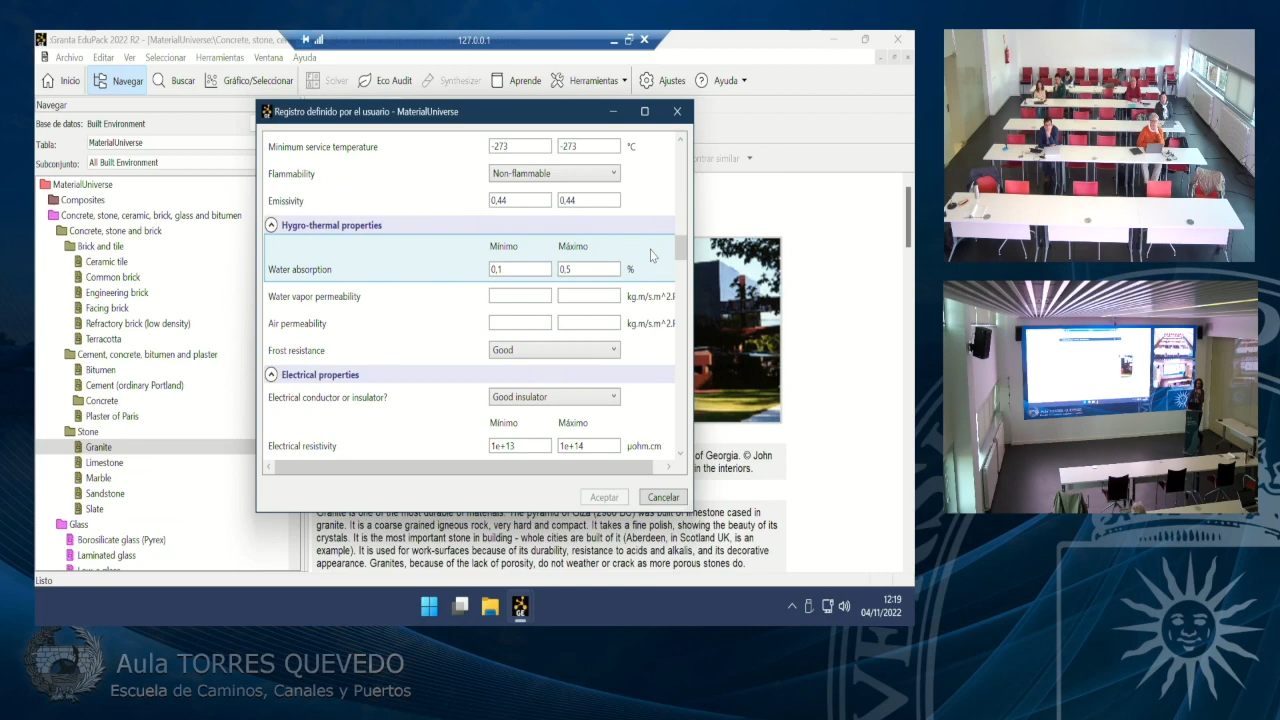 :Granta EduPack 2022 R2 - [MaterialUniverse:\Concrete, stone, ce
127.0.0.1
Archivo Editar Ver Seleccionar Herramientas Ventana Ayuda
Inicio Navegar Buscar Gráfico/Seleccionar Solver Eco Audit Synthesizer Aprende Herramientas Ajustes Ayuda
Navegar
Base de datos: Built Environment
Tabla: MaterialUniverse
Subconjunto: All Built Environment
MaterialUniverse
Composites
Concrete, stone, ceramic, brick, glass and bitumen
Concrete, stone and brick
Brick and tile
Ceramic tile
Common brick
Engineering brick
Facing brick
Refractory brick (low density)
Terracotta
Cement, concrete, bitumen and plaster
Bitumen
Cement (ordinary Portland)
Concrete
Plaster of Paris
Stone
Granite
Limestone
Marble
Sandstone
Slate
Glass
Borosilicate glass (Pyrex)
Laminated glass
Listo
Registro definido por el usuario - MaterialUniverse
Minimum service temperature -273 -273 °C
Flammability Non-flammable
Emissivity 0,44 0,44
Hygro-thermal properties
Mínimo Máximo
Water absorption 0,1 0,5 %
Water vapor permeability kg.m/s.m^2.
Air permeability kg.m/s.m^2.
Frost resistance Good
Electrical properties
Electrical conductor or insulator? Good insulator
Mínimo Máximo
Electrical resistivity 1e+13 1e+14 µohm.cm
Aceptar Cancelar
ntrar similar
of Georgia. © John
in the interiors.
Granite is one of the most durable of materials. The pyramid of Giza (2500 BC) was built of limestone cased in
granite. It is a coarse grained igneous rock, very hard and compact. It takes a fine polish, showing the beauty of its
crystals. It is the most important stone in building - whole cities are built of it (Aberdeen, in Scotland UK, is an
example). It is used for work-surfaces because of its durability, resistance to acids and alkalis, and its decorative
appearance. Granites, because of the lack of porosity, do not weather or crack as more porous stones do.
GE
12:19
04/11/2022
Aula TORRES QUEVEDO
Escuela de Caminos, Canales y Puertos